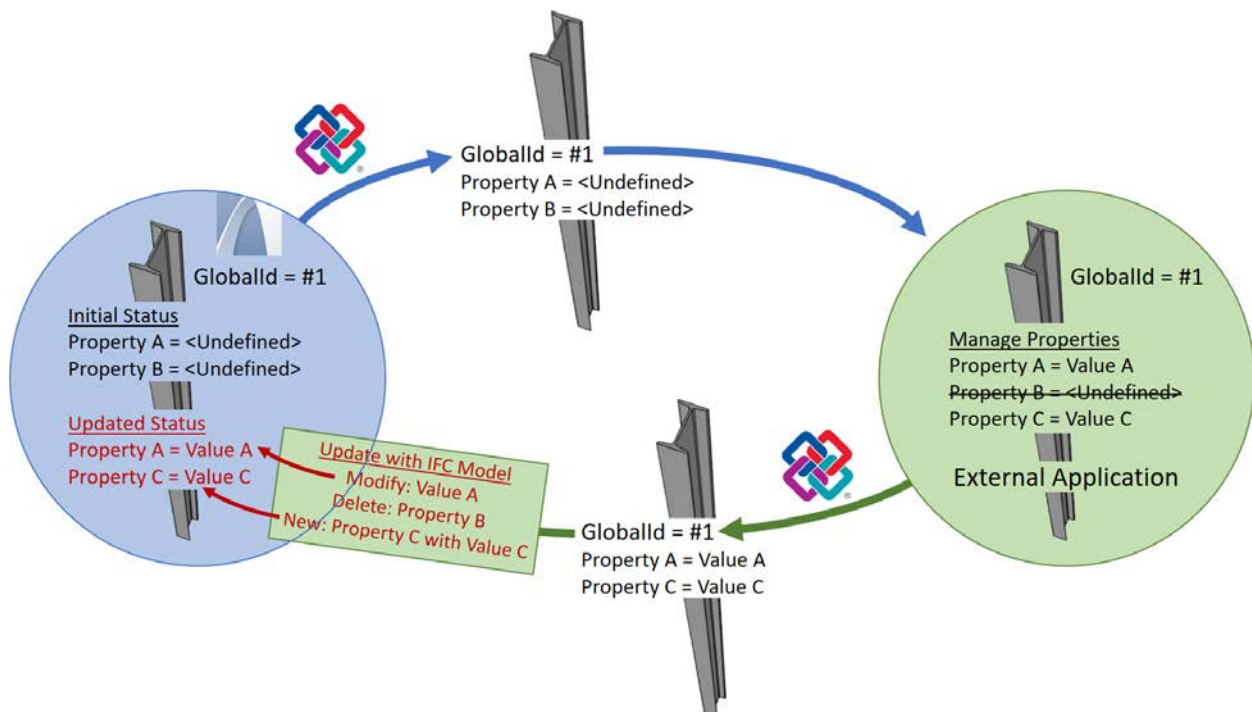 GlobalId = #1
Property A = <Undefined>
Property B = <Undefined>
GlobalId = #1
Initial Status
Property A = <Undefined>
Property B = <Undefined>
Updated Status
Property A = Value A
Property C = Value C
Update with IFC Model
Modify: Value A
Delete: Property B
New: Property C with Value C
GlobalId = #1
Property A = Value A
Property C = Value C
GlobalId = #1
Manage Properties
Property A = Value A
Property B = <Undefined>
Property C = Value C
External Application
®
®